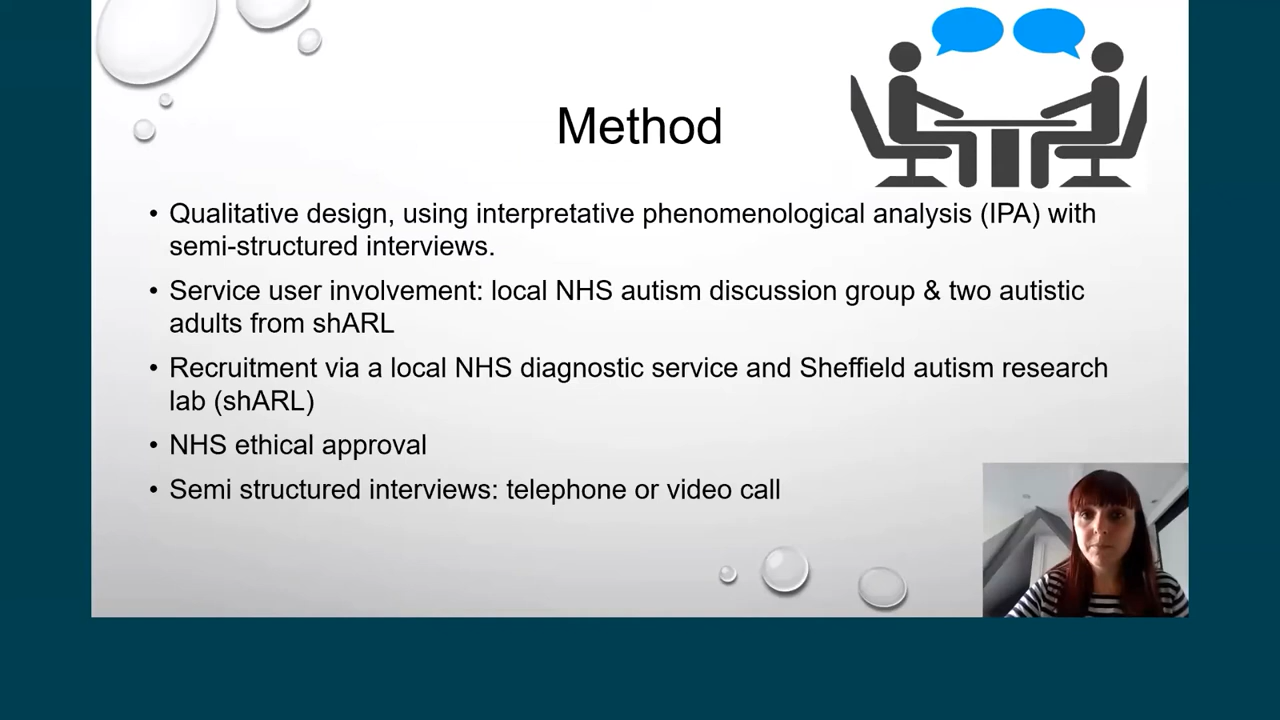 Method
• Qualitative design, using interpretative phenomenological analysis (IPA) with
semi-structured interviews.
• Service user involvement: local NHS autism discussion group & two autistic
adults from shARL
• Recruitment via a local NHS diagnostic service and Sheffield autism research
lab (shARL)
• NHS ethical approval
• Semi structured interviews: telephone or video call